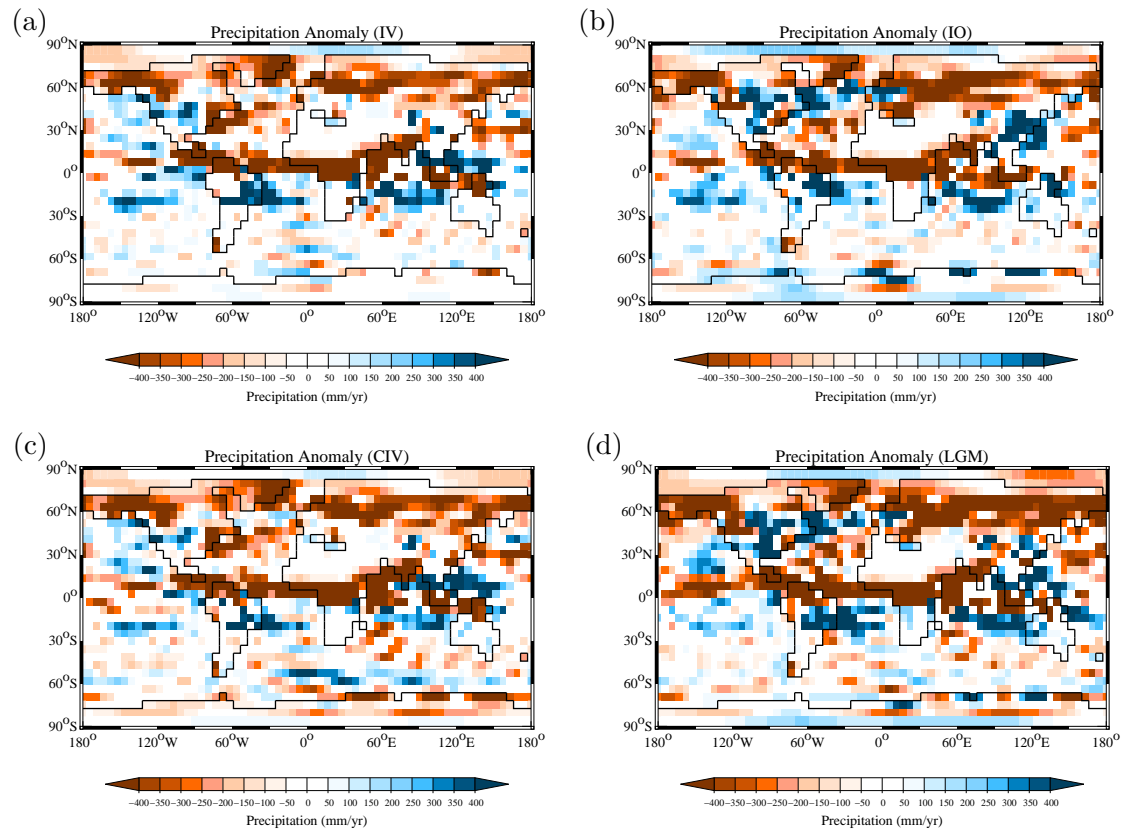 (a)
Precipitation Anomaly (IV)
90°N
60°N
30°N
0°
30°S
60°S
90°S
180° 120°W 60°W 0° 60°E 120°E 180°
−400 −350 −300 −250 −200 −150 −100 −50 0 50 100 150 200 250 300 350 400
Precipitation (mm/yr)
(b)
Precipitation Anomaly (IO)
90°N
60°N
30°N
0°
30°S
60°S
90°S
180° 120°W 60°W 0° 60°E 120°E 180°
−400 −350 −300 −250 −200 −150 −100 −50 0 50 100 150 200 250 300 350 400
Precipitation (mm/yr)
(c)
Precipitation Anomaly (CIV)
90°N
60°N
30°N
0°
30°S
60°S
90°S
180° 120°W 60°W 0° 60°E 120°E 180°
−400 −350 −300 −250 −200 −150 −100 −50 0 50 100 150 200 250 300 350 400
Precipitation (mm/yr)
(d)
Precipitation Anomaly (LGM)
90°N
60°N
30°N
0°
30°S
60°S
90°S
180° 120°W 60°W 0° 60°E 120°E 180°
−400 −350 −300 −250 −200 −150 −100 −50 0 50 100 150 200 250 300 350 400
Precipitation (mm/yr)